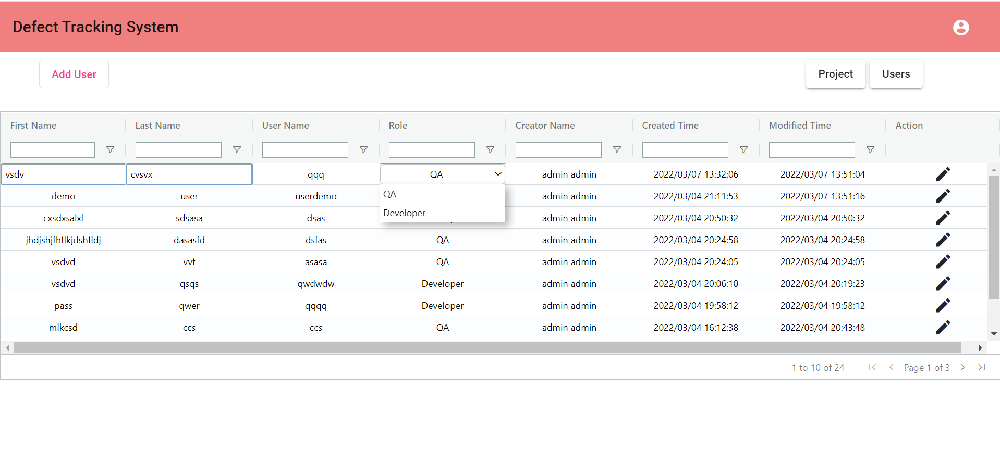 Defect Tracking System
Add User
Project
Users
First Name Last Name User Name Role Creator Name Created Time Modified Time Action
vsdv cvsvx qqq QA admin admin 2022/03/07 13:32:06 2022/03/07 13:51:04
QA
Developer
demo user userdemo admin admin 2022/03/04 21:11:53 2022/03/07 13:51:16
cxsdxsalxl sdsasa dsas admin admin 2022/03/04 20:50:32 2022/03/04 20:50:32
jhdjshjfhflkjdshfldj dasasfd dsfas QA admin admin 2022/03/04 20:24:58 2022/03/04 20:24:58
vsdvd vvf asasa QA admin admin 2022/03/04 20:24:05 2022/03/04 20:24:05
vsdvd qsqs qwdwdw Developer admin admin 2022/03/04 20:06:10 2022/03/04 20:19:23
pass qwer qqqq Developer admin admin 2022/03/04 19:58:12 2022/03/04 19:58:12
mlkcsd ccs ccs QA admin admin 2022/03/04 16:12:38 2022/03/04 20:43:48
1 to 10 of 24 Page 1 of 3